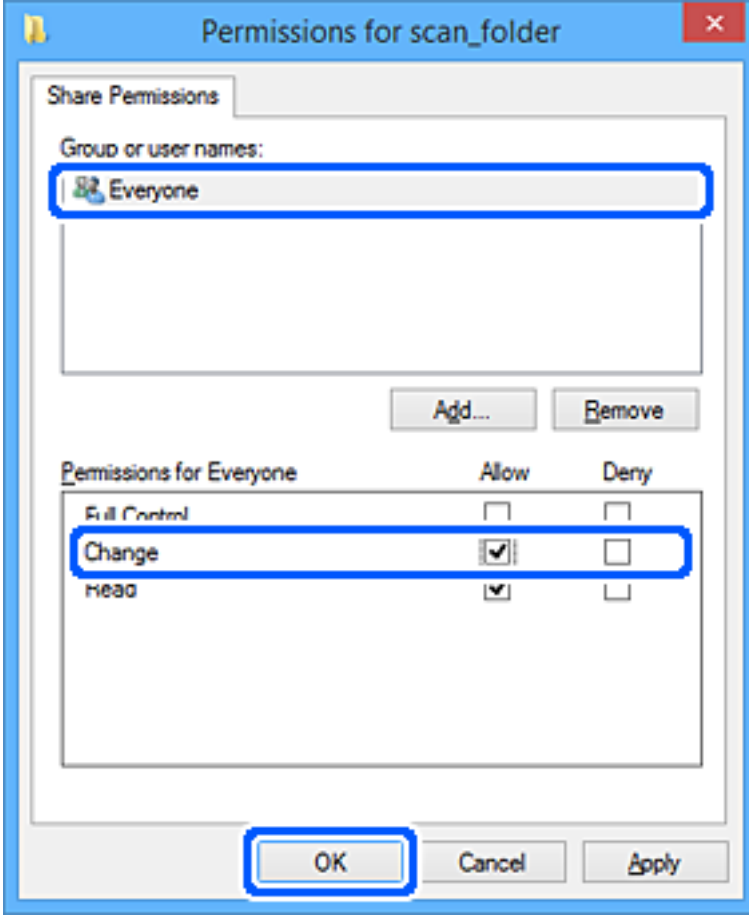 Permissions for scan_folder
Share Permissions
Group or user names:
Everyone
Add... Remove
Permissions for Everyone Allow Deny
Full Control
Change
Read
OK Cancel Apply